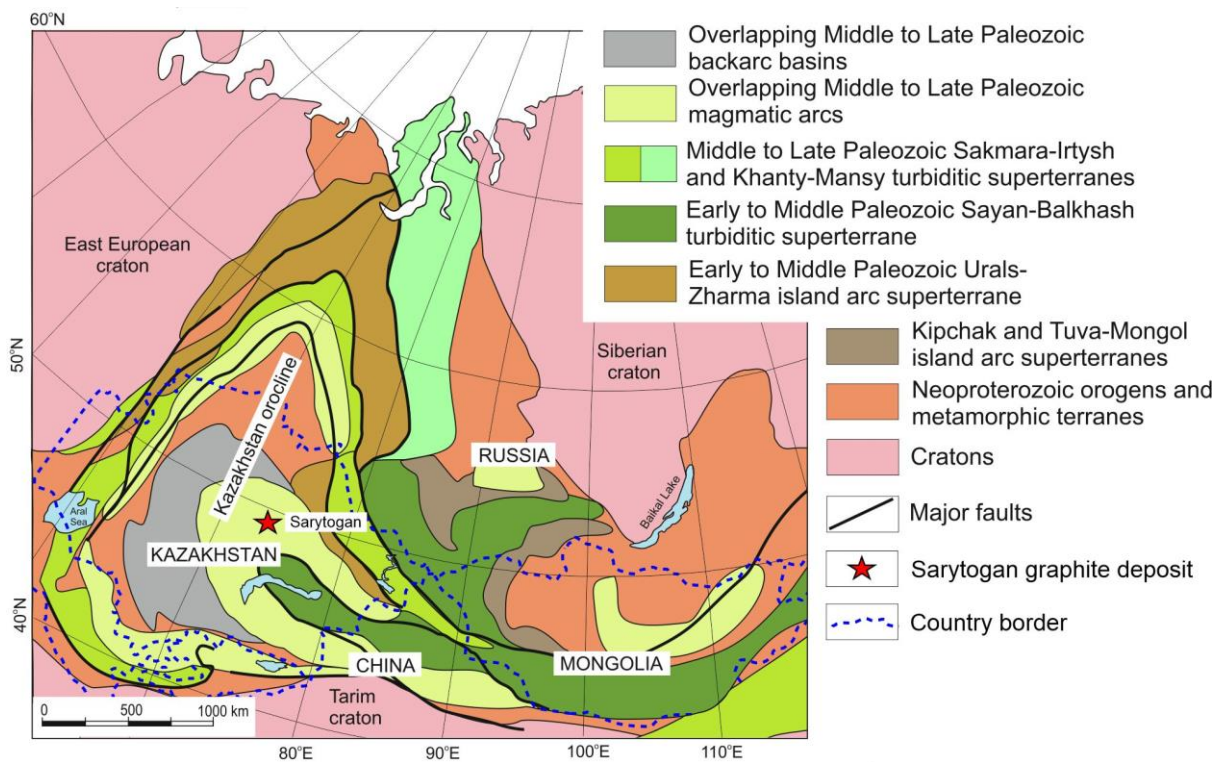 60°N
Overlapping Middle to Late Paleozoic
backarc basins
Overlapping Middle to Late Paleozoic
magmatic arcs
Middle to Late Paleozoic Sakmara-Irtysh
and Khanty-Mansy turbiditic superterranes
Early to Middle Paleozoic Sayan-Balkhash
turbiditic superterrane
Early to Middle Paleozoic Urals-
Zharma island arc superterrane
Kipchak and Tuva-Mongol
island arc superterranes
Neoproterozoic orogens and
metamorphic terranes
Cratons
Major faults
Sarytogan graphite deposit
Country border
East European
craton
Siberian
craton
50°N
Kazakhstan orocline
RUSSIA
Baikal Lake
Aral
Sea
Sarytogan
KAZAKHSTAN
40°N
CHINA
MONGOLIA
Tarim
craton
0 500 1000 km
80°E
90°E
100°E
110°E